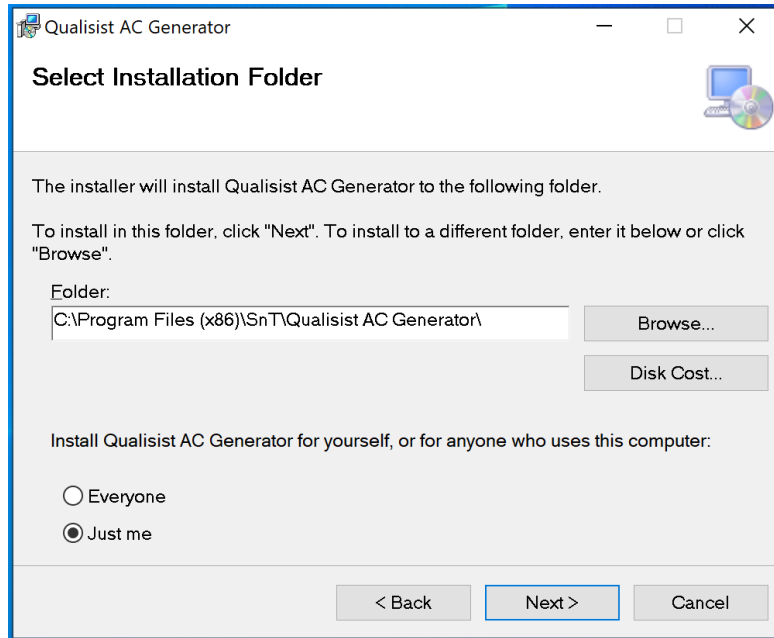 Qualisist AC Generator
Select Installation Folder
The installer will install Qualisist AC Generator to the following folder.
To install in this folder, click "Next". To install to a different folder, enter it below or click
"Browse".
Folder:
C:\Program Files (x86)\SnT\Qualisist AC Generator\
Browse...
Disk Cost...
Install Qualisist AC Generator for yourself, or for anyone who uses this computer:
Everyone
Just me
< Back
Next >
Cancel